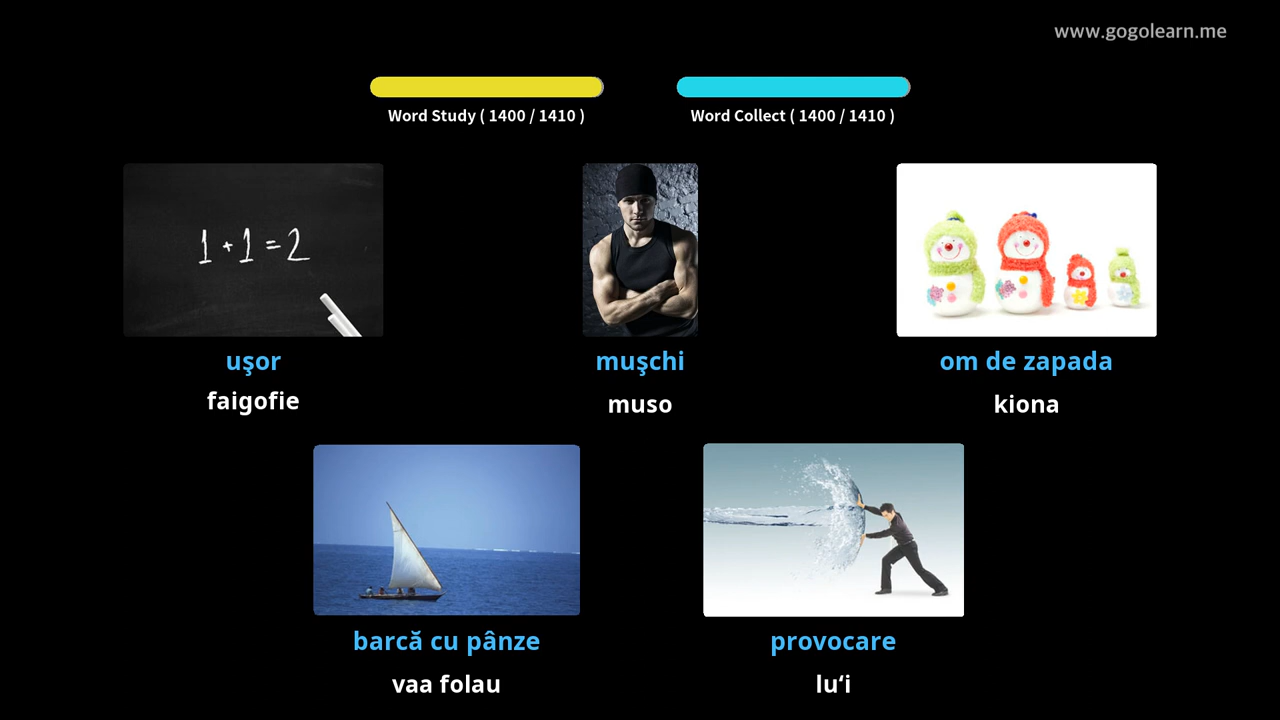 www.gogolearn.me
Word Study ( 1400 / 1410 )
Word Collect ( 1400 / 1410 )
1 + 1 = 2
uşor
faigofie
muşchi
muso
om de zapada
kiona
barcă cu pânze
vaa folau
provocare
lu‘i